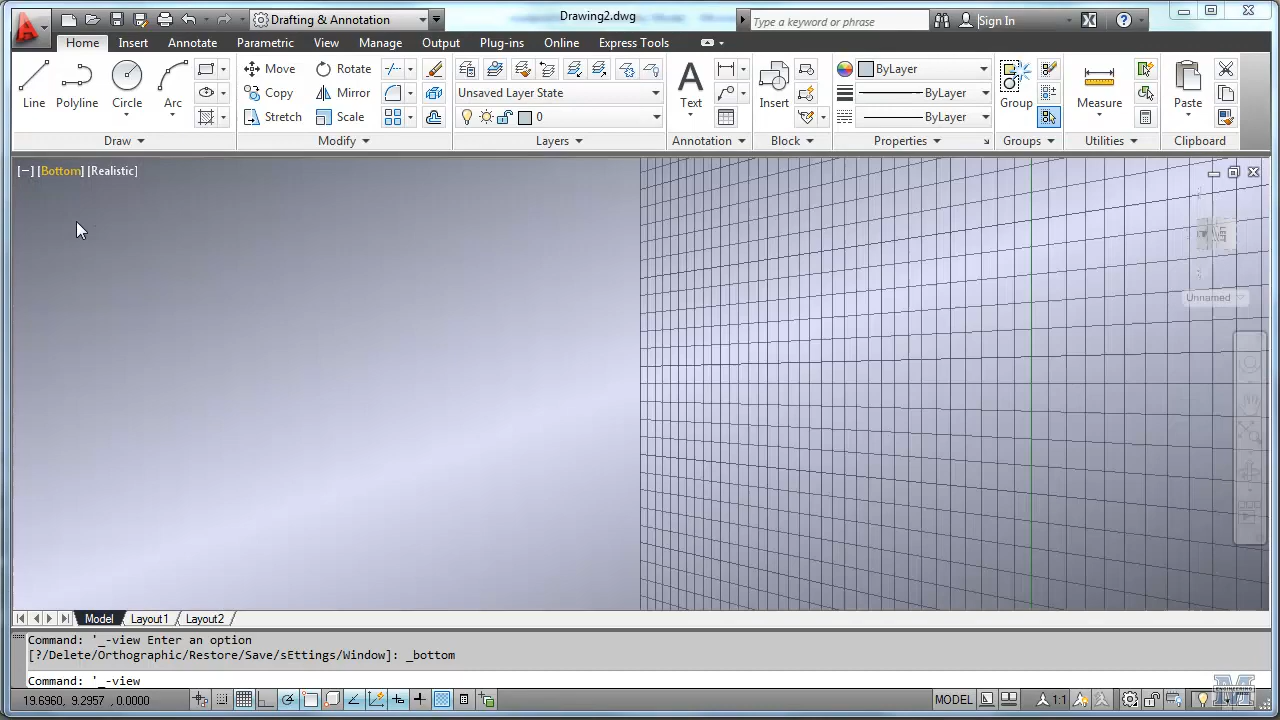 Drafting & Annotation
Drawing2.dwg
Type a keyword or phrase
Sign In
Home Insert Annotate Parametric View Manage Output Plug-ins Online Express Tools
Move Rotate
Unsaved Layer State
ByLayer
Line Polyline Circle Arc
Copy Mirror
Text Insert
ByLayer
Group Measure Paste
Stretch Scale
0
ByLayer
Draw Modify Layers Annotation Block Properties Groups Utilities Clipboard
[−] [Bottom] [Realistic]
Unnamed
Model Layout1 Layout2
Command: '_-view Enter an option
[?/Delete/Orthographic/Restore/Save/sEttings/Window]: _bottom
Command: '_-view
19.6960, 9.2957, 0.0000
MODEL
1:1